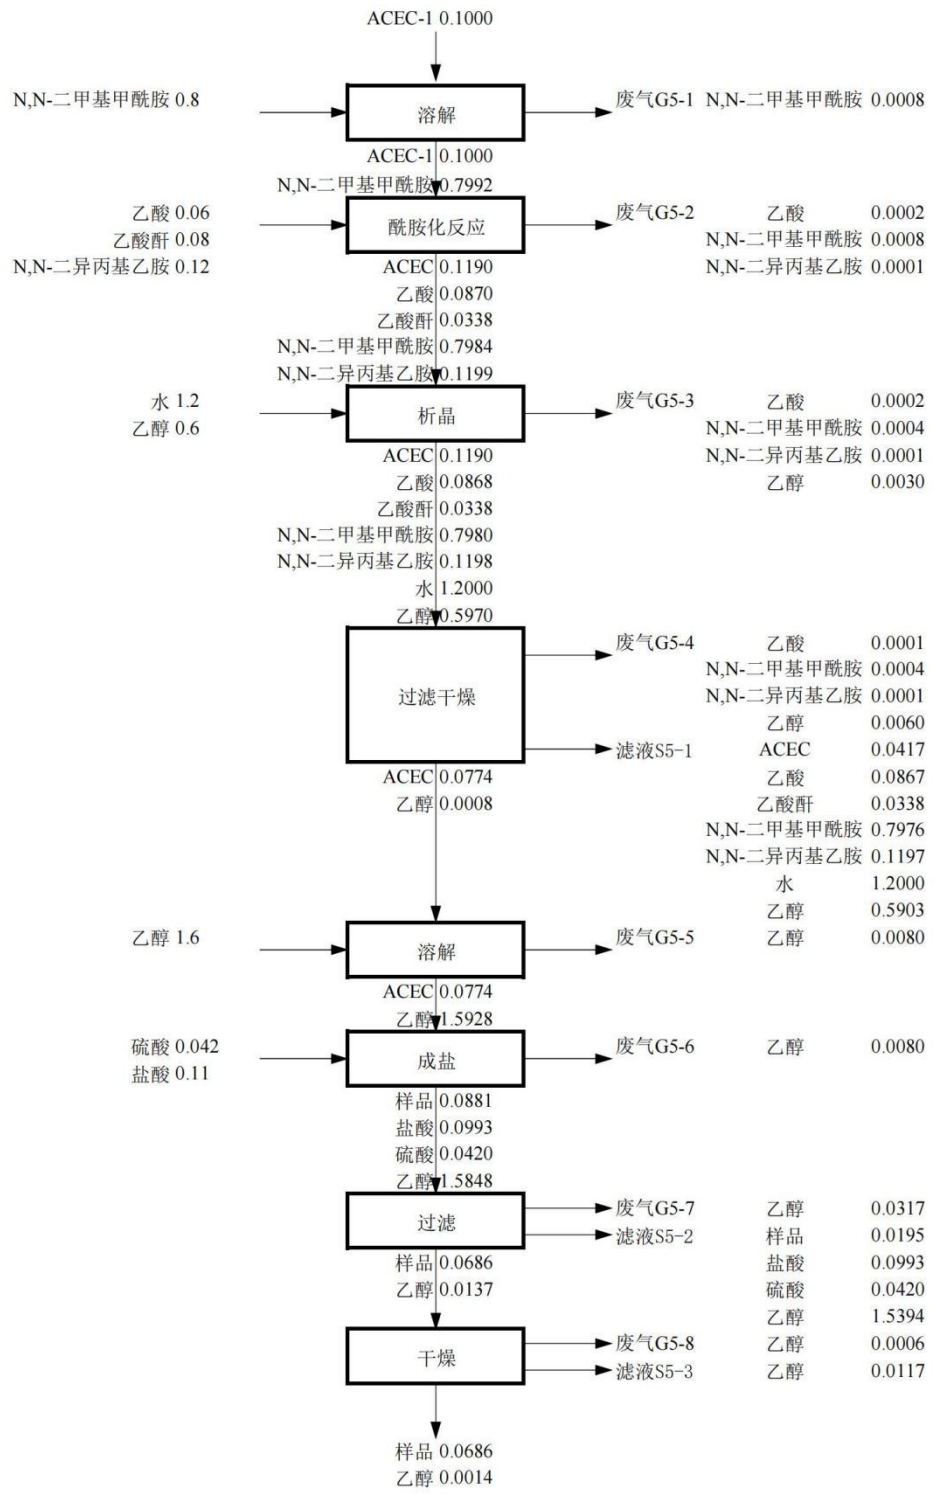 ACEC-1 0.1000
N,N-二甲基甲酰胺 0.8
溶解
废气G5-1 N,N-二甲基甲酰胺 0.0008
ACEC-1 0.1000
N,N-二甲基甲酰胺 0.7992
乙酸 0.06
乙酸酐 0.08
N,N-二异丙基乙胺 0.12
酰胺化反应
废气G5-2 乙酸 0.0002
N,N-二甲基甲酰胺 0.0008
N,N-二异丙基乙胺 0.0001
ACEC 0.1190
乙酸 0.0870
乙酸酐 0.0338
N,N-二甲基甲酰胺 0.7984
N,N-二异丙基乙胺 0.1199
水 1.2
乙醇 0.6
析晶
废气G5-3 乙酸 0.0002
N,N-二甲基甲酰胺 0.0004
N,N-二异丙基乙胺 0.0001
乙醇 0.0030
ACEC 0.1190
乙酸 0.0868
乙酸酐 0.0338
N,N-二甲基甲酰胺 0.7980
N,N-二异丙基乙胺 0.1198
水 1.2000
乙醇 0.5970
过滤干燥
废气G5-4 乙酸 0.0001
N,N-二甲基甲酰胺 0.0004
N,N-二异丙基乙胺 0.0001
乙醇 0.0060
滤液S5-1 ACEC 0.0417
乙酸 0.0867
乙酸酐 0.0338
N,N-二甲基甲酰胺 0.7976
N,N-二异丙基乙胺 0.1197
水 1.2000
乙醇 0.5903
ACEC 0.0774
乙醇 0.0008
乙醇 1.6
溶解
废气G5-5 乙醇 0.0080
ACEC 0.0774
乙醇 1.5928
硫酸 0.042
盐酸 0.11
成盐
废气G5-6 乙醇 0.0080
样品 0.0881
盐酸 0.0993
硫酸 0.0420
乙醇 1.5848
过滤
废气G5-7 乙醇 0.0317
滤液S5-2 样品 0.0195
盐酸 0.0993
硫酸 0.0420
乙醇 1.5394
样品 0.0686
乙醇 0.0137
干燥
废气G5-8 乙醇 0.0006
滤液S5-3 乙醇 0.0117
样品 0.0686
乙醇 0.0014